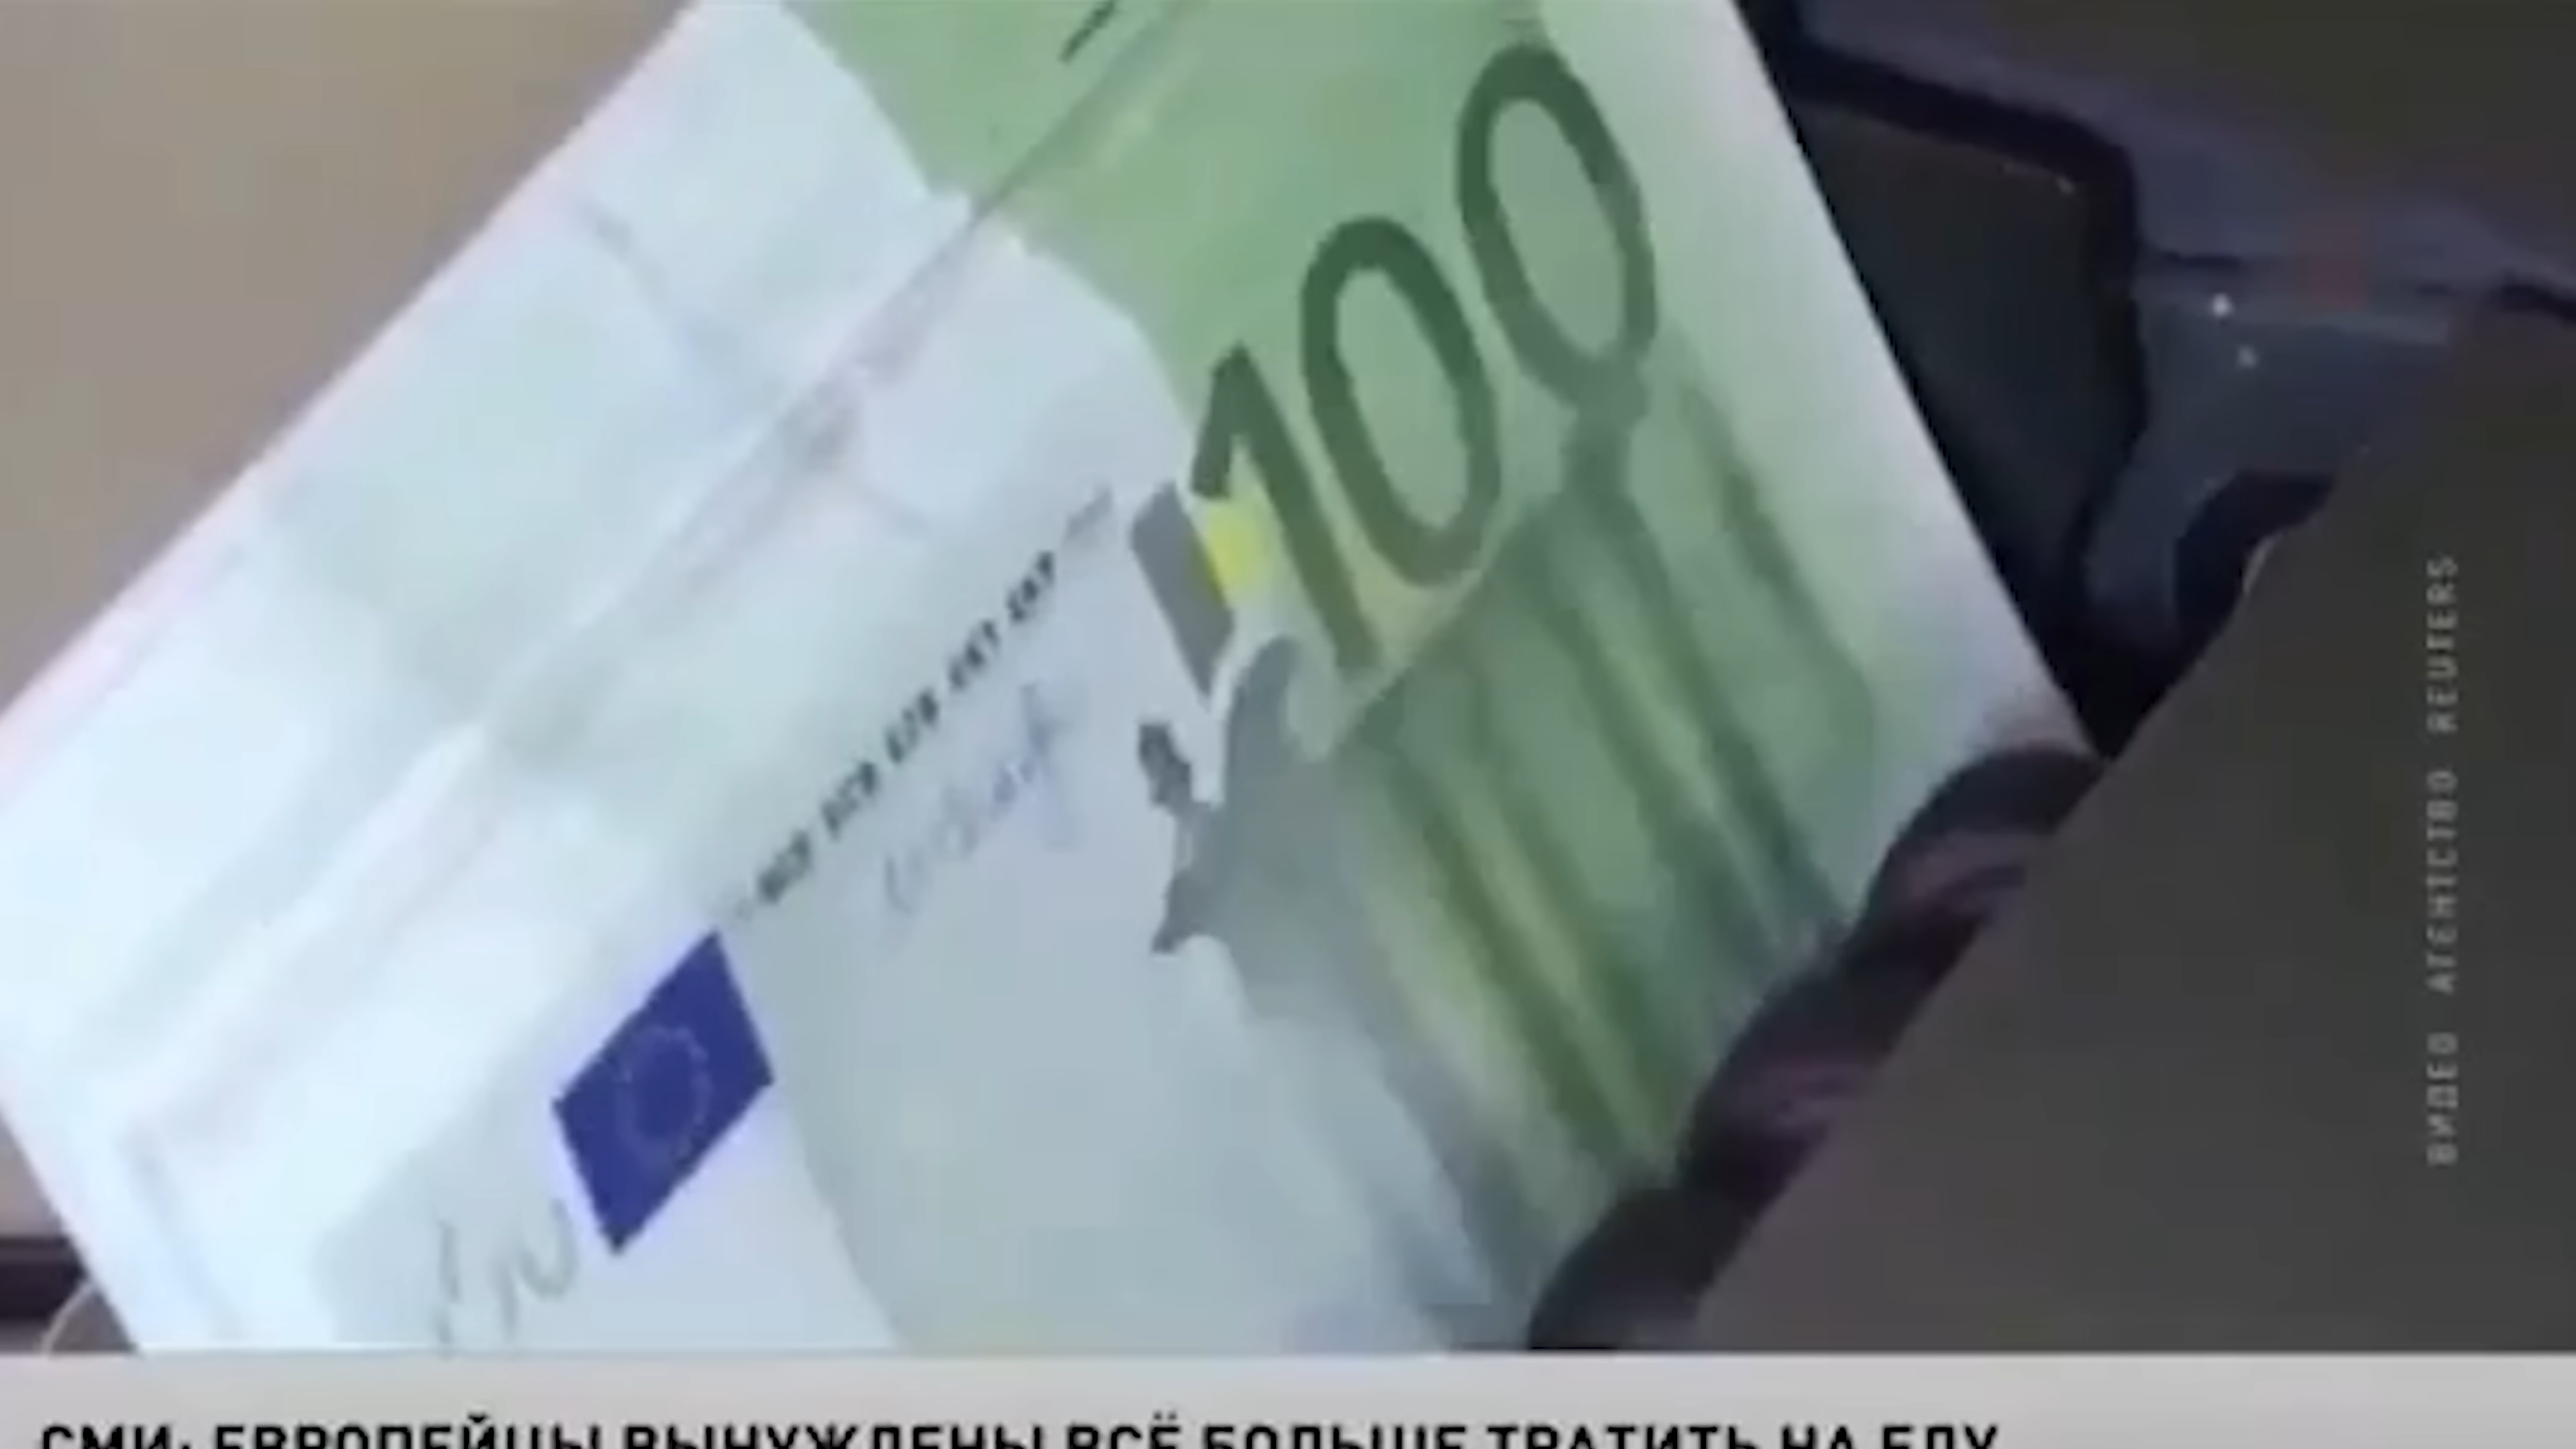 100
ВИДЕО АГЕНТСТВО REUTERS
СМИ: ЕВРОПЕЙЦЫ ВЫНУЖДЕНЫ ВСЁ БОЛЬШЕ ТРАТИТЬ НА ЕДУ